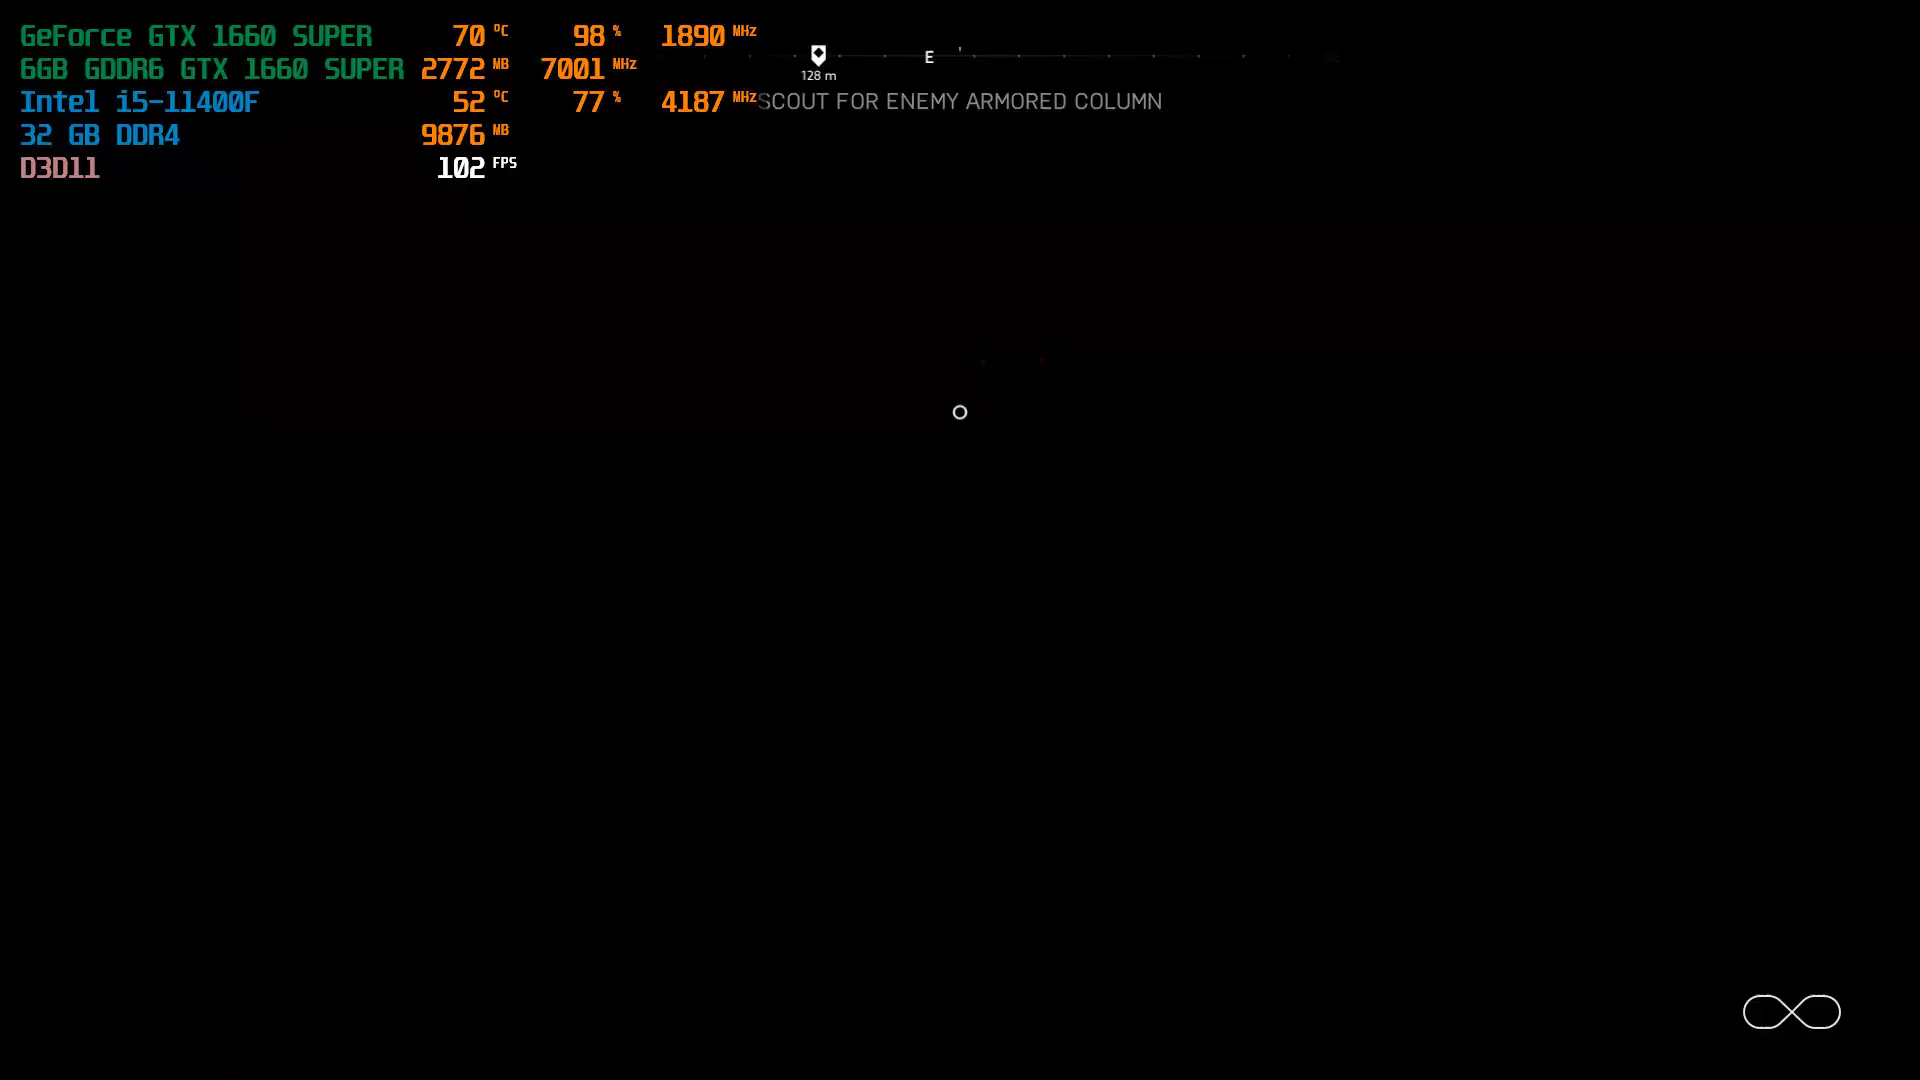 GeForce GTX 1660 SUPER 70 °C 98 % 1890 MHz
6GB GDDR6 GTX 1660 SUPER 2772 MB 7001 MHz
Intel i5-11400F 52 °C 77 % 4187 MHz
32 GB DDR4 9876 MB
D3D11 102 FPS
E
128 m
SCOUT FOR ENEMY ARMORED COLUMN